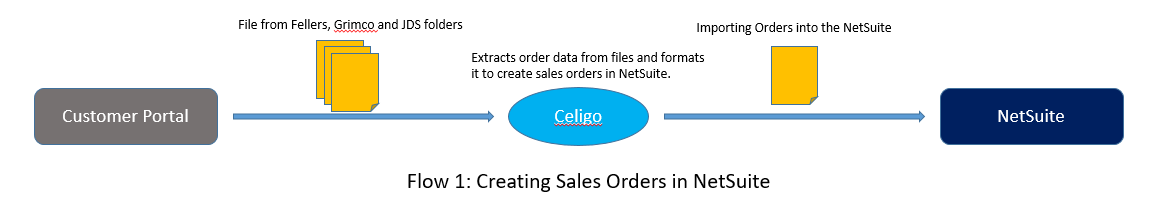 File from Fellers, Grimco and JDS folders
Importing Orders into the NetSuite
Extracts order data from files and formats
it to create sales orders in NetSuite.
Customer Portal
Celigo
NetSuite
Flow 1: Creating Sales Orders in NetSuite